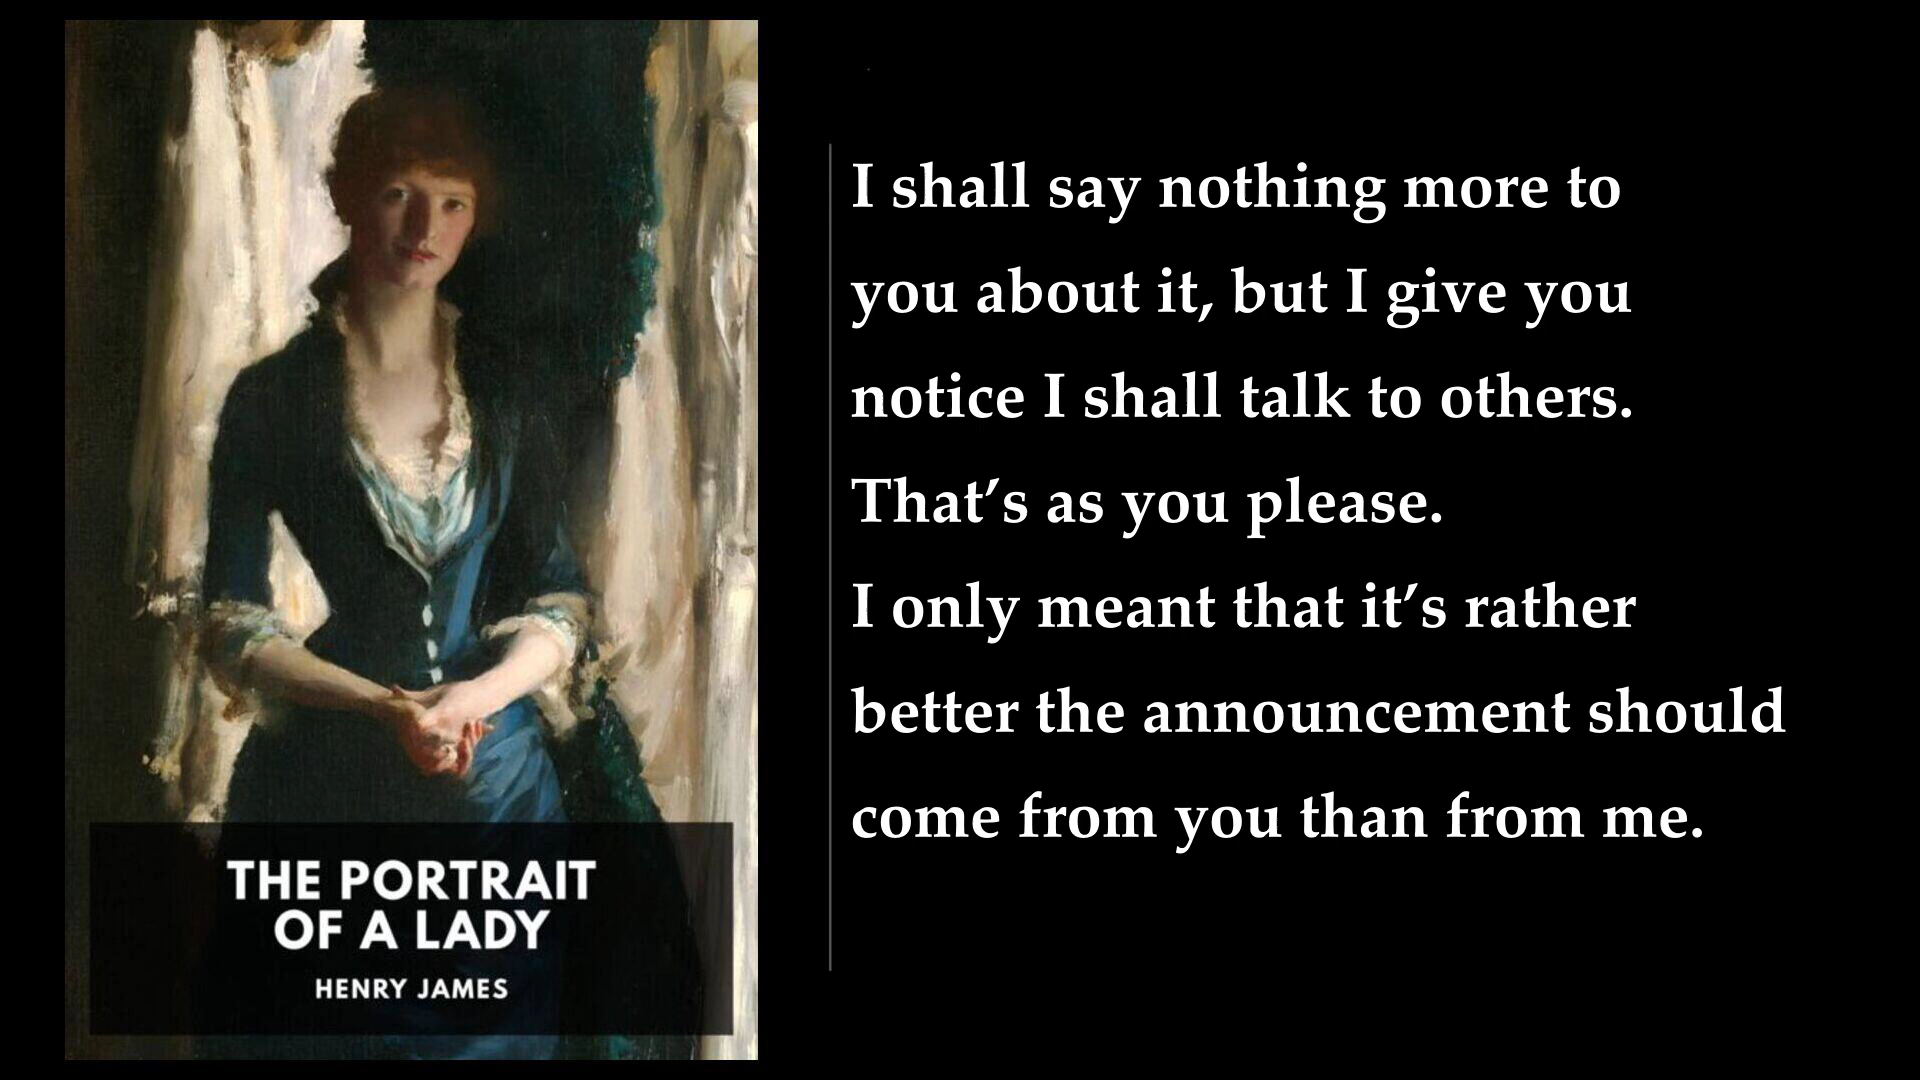 THE PORTRAIT
OF A LADY
HENRY JAMES
I shall say nothing more to
you about it, but I give you
notice I shall talk to others.
That’s as you please.
I only meant that it’s rather
better the announcement should
come from you than from me.